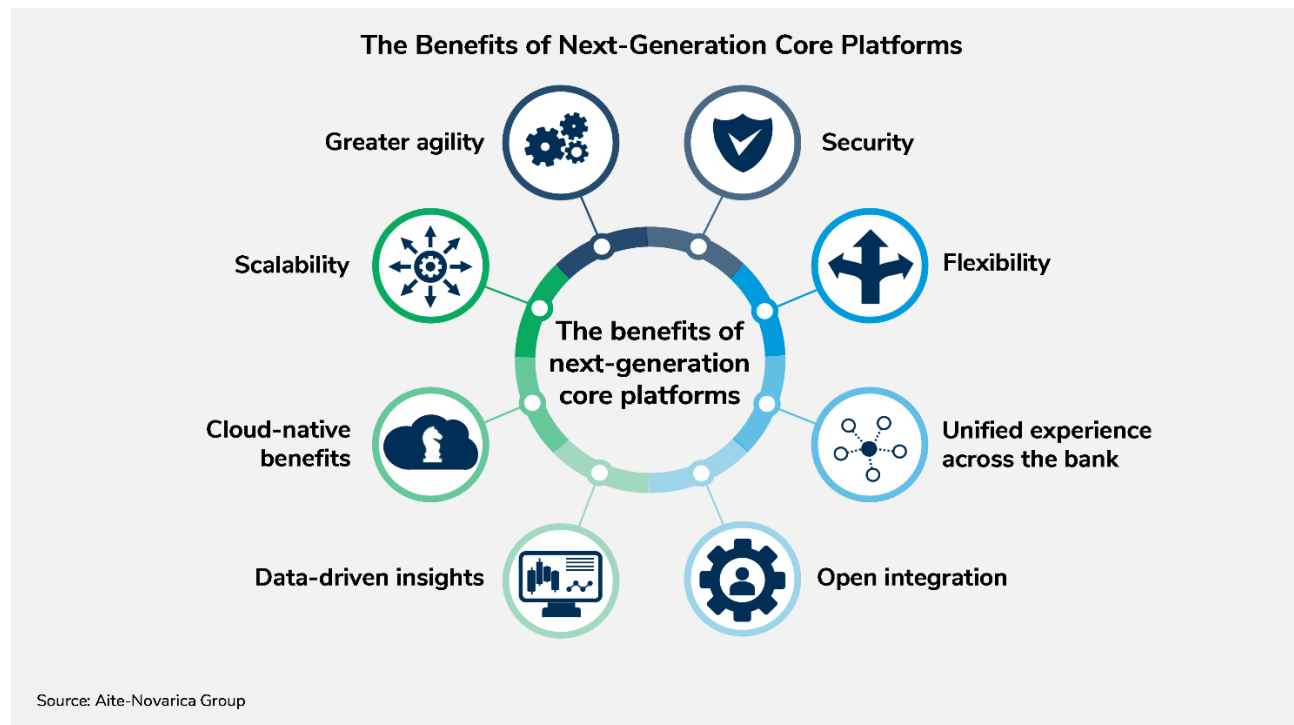 The Benefits of Next-Generation Core Platforms
Greater agility
Security
Scalability
Flexibility
The benefits of
next-generation
core platforms
Cloud-native
benefits
Unified experience
across the bank
Data-driven insights
Open integration
Source: Aite-Novarica Group